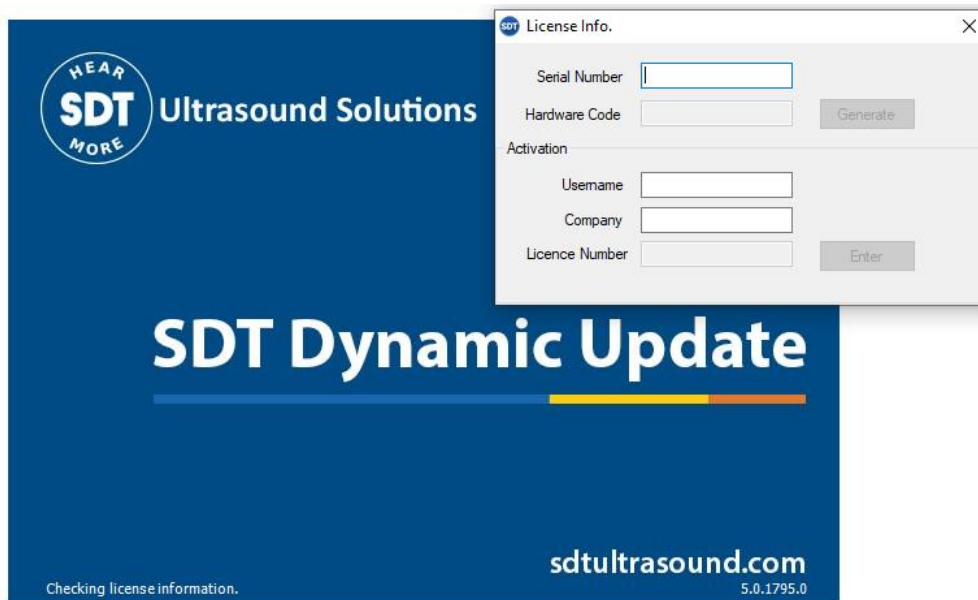 HEAR
SDT
MORE
Ultrasound Solutions
SDT License Info.
Serial Number
Hardware Code
Generate
Activation
Username
Company
Licence Number
Enter
SDT Dynamic Update
sdtultrasound.com
Checking license information.
5.0.1795.0